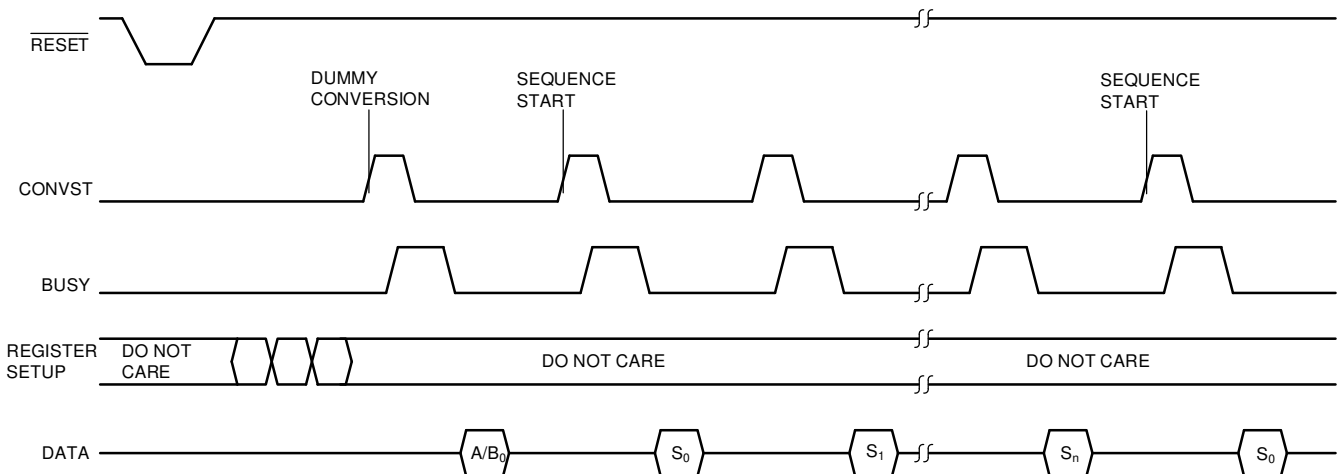 RESET
DUMMY
CONVERSION
SEQUENCE
START
SEQUENCE
START
CONVST
BUSY
REGISTER
SETUP
DO NOT
CARE
DO NOT CARE
DO NOT CARE
DATA
A/B₀
S₀
S₁
Sₙ
S₀